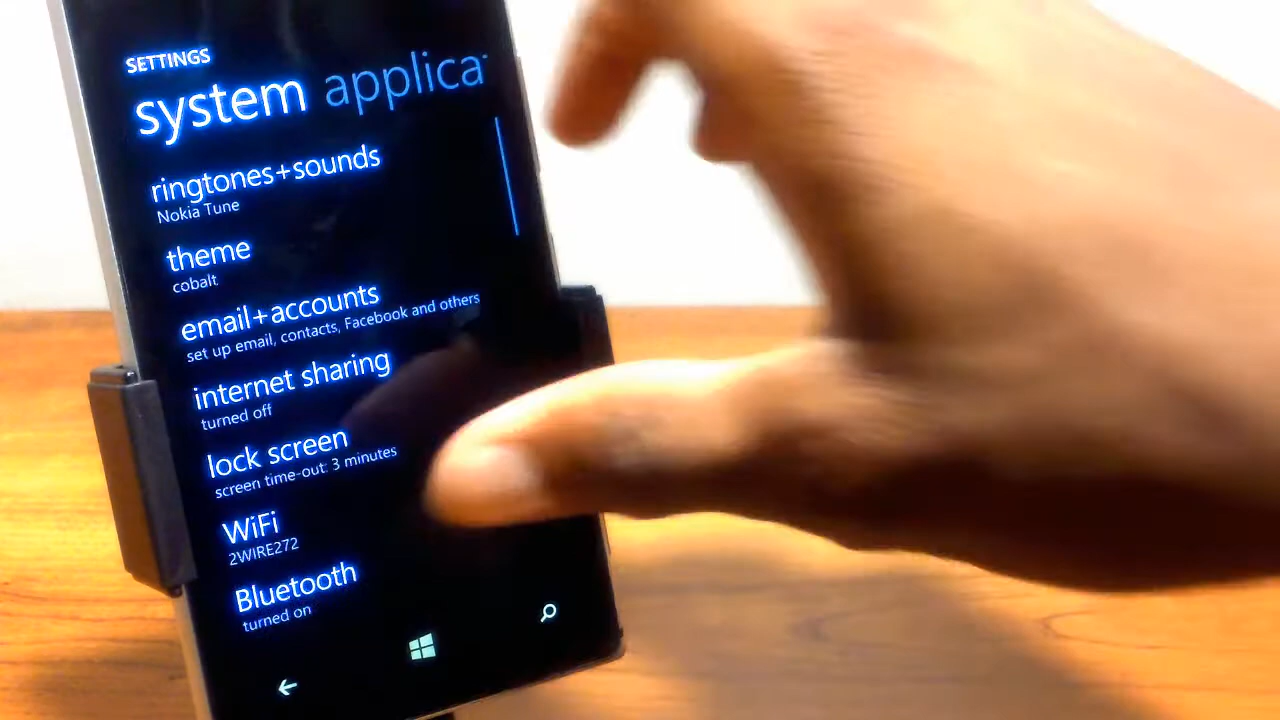 SETTINGS
system applica
ringtones+sounds
Nokia Tune
theme
cobalt
email+accounts
set up email, contacts, Facebook and others
internet sharing
turned off
lock screen
screen time-out: 3 minutes
WiFi
2WIRE272
Bluetooth
turned on